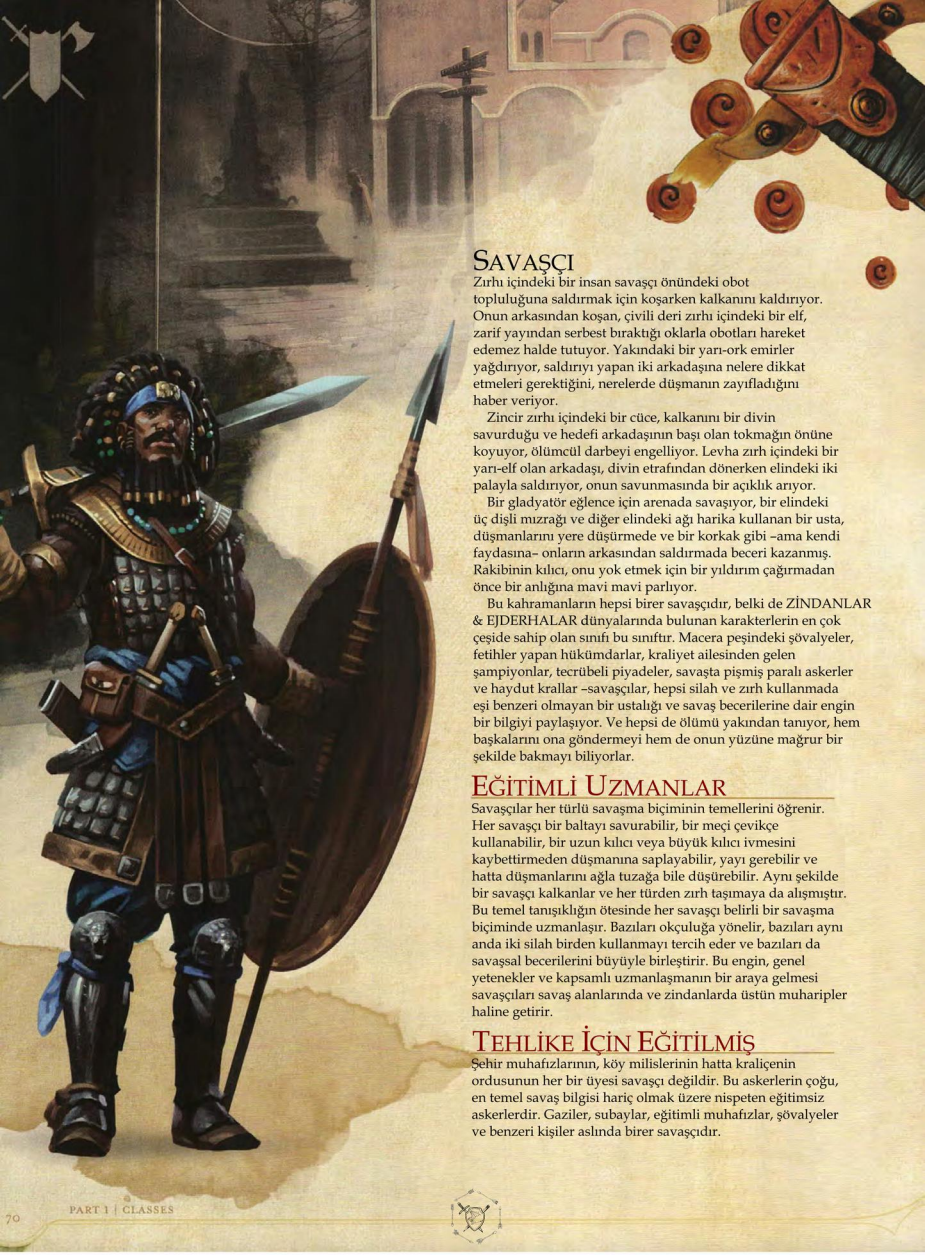 SAVAŞÇI
Zırhı içindeki bir insan savaşçı önündeki obot
topluluğuna saldırmak için koşarken kalkanını kaldırıyor.
Onun arkasından koşan, çivili deri zırhı içindeki bir elf,
zarif yayından serbest bıraktığı oklarla obotları hareket
edemez halde tutuyor. Yakındaki bir yarı-ork emirler
yağdırıyor, saldırıyı yapan iki arkadaşına nelere dikkat
etmeleri gerektiğini, nerelerde düşmanın zayıfladığını
haber veriyor.
Zincir zırhı içindeki bir cüce, kalkanını bir divin
savurduğu ve hedefi arkadaşının başı olan tokmağın önüne
koyuyor, ölümcül darbeyi engelliyor. Levha zırh içindeki bir
yarı-elf olan arkadaşı, divin etrafından dönerken elindeki iki
palayla saldırıyor, onun savunmasında bir açıklık arıyor.
Bir gladyatör eğlence için arenada savaşıyor, bir elindeki
üç dişli mızrağı ve diğer elindeki ağı harika kullanan bir usta,
düşmanlarını yere düşürmede ve bir korkak gibi –ama kendi
faydasına– onların arkasından saldırmada beceri kazanmış.
Rakibinin kılıcı, onu yok etmek için bir yıldırım çağırmadan
önce bir anlığına mavi mavi parlıyor.
Bu kahramanların hepsi birer savaşçıdır, belki de ZİNDANLAR
& EJDERHALAR dünyalarında bulunan karakterlerin en çok
çeşide sahip olan sınıfı bu sınıftır. Macera peşindeki şövalyeler,
fetihler yapan hükümdarlar, kraliyet ailesinden gelen
şampiyonlar, tecrübeli piyadeler, savaşta pişmiş paralı askerler
ve haydut krallar –savaşçılar, hepsi silah ve zırh kullanmada
eşi benzeri olmayan bir ustalığı ve savaş becerilerine dair engin
bir bilgiyi paylaşıyor. Ve hepsi de ölümü yakından tanıyor, hem
başkalarını ona göndermeyi hem de onun yüzüne mağrur bir
şekilde bakmayı biliyorlar.
EĞİTİMLİ UZMANLAR
Savaşçılar her türlü savaşma biçiminin temellerini öğrenir.
Her savaşçı bir baltayı savurabilir, bir meçi çevikçe
kullanabilir, bir uzun kılıcı veya büyük kılıcı ivmesini
kaybettirmeden düşmanına saplayabilir, yayı gerebilir ve
hatta düşmanlarını ağla tuzağa bile düşürebilir. Aynı şekilde
bir savaşçı kalkanlar ve her türden zırh taşımaya da alışmıştır.
Bu temel tanışıklığın ötesinde her savaşçı belirli bir savaşma
biçiminde uzmanlaşır. Bazıları okçuluğa yönelir, bazıları aynı
anda iki silah birden kullanmayı tercih eder ve bazıları da
savaşsal becerilerini büyüyle birleştirir. Bu engin, genel
yetenekler ve kapsamlı uzmanlaşmanın bir araya gelmesi
savaşçıları savaş alanlarında ve zindanlarda üstün muharipler
haline getirir.
TEHLİKE İÇİN EĞİTİLMİŞ
Şehir muhafızlarının, köy milislerinin hatta kraliçenin
ordusunun her bir üyesi savaşçı değildir. Bu askerlerin çoğu,
en temel savaş bilgisi hariç olmak üzere nispeten eğitimsiz
askerlerdir. Gaziler, subaylar, eğitimli muhafızlar, şövalyeler
ve benzeri kişiler aslında birer savaşçıdır.
70 PART 1 | CLASSES